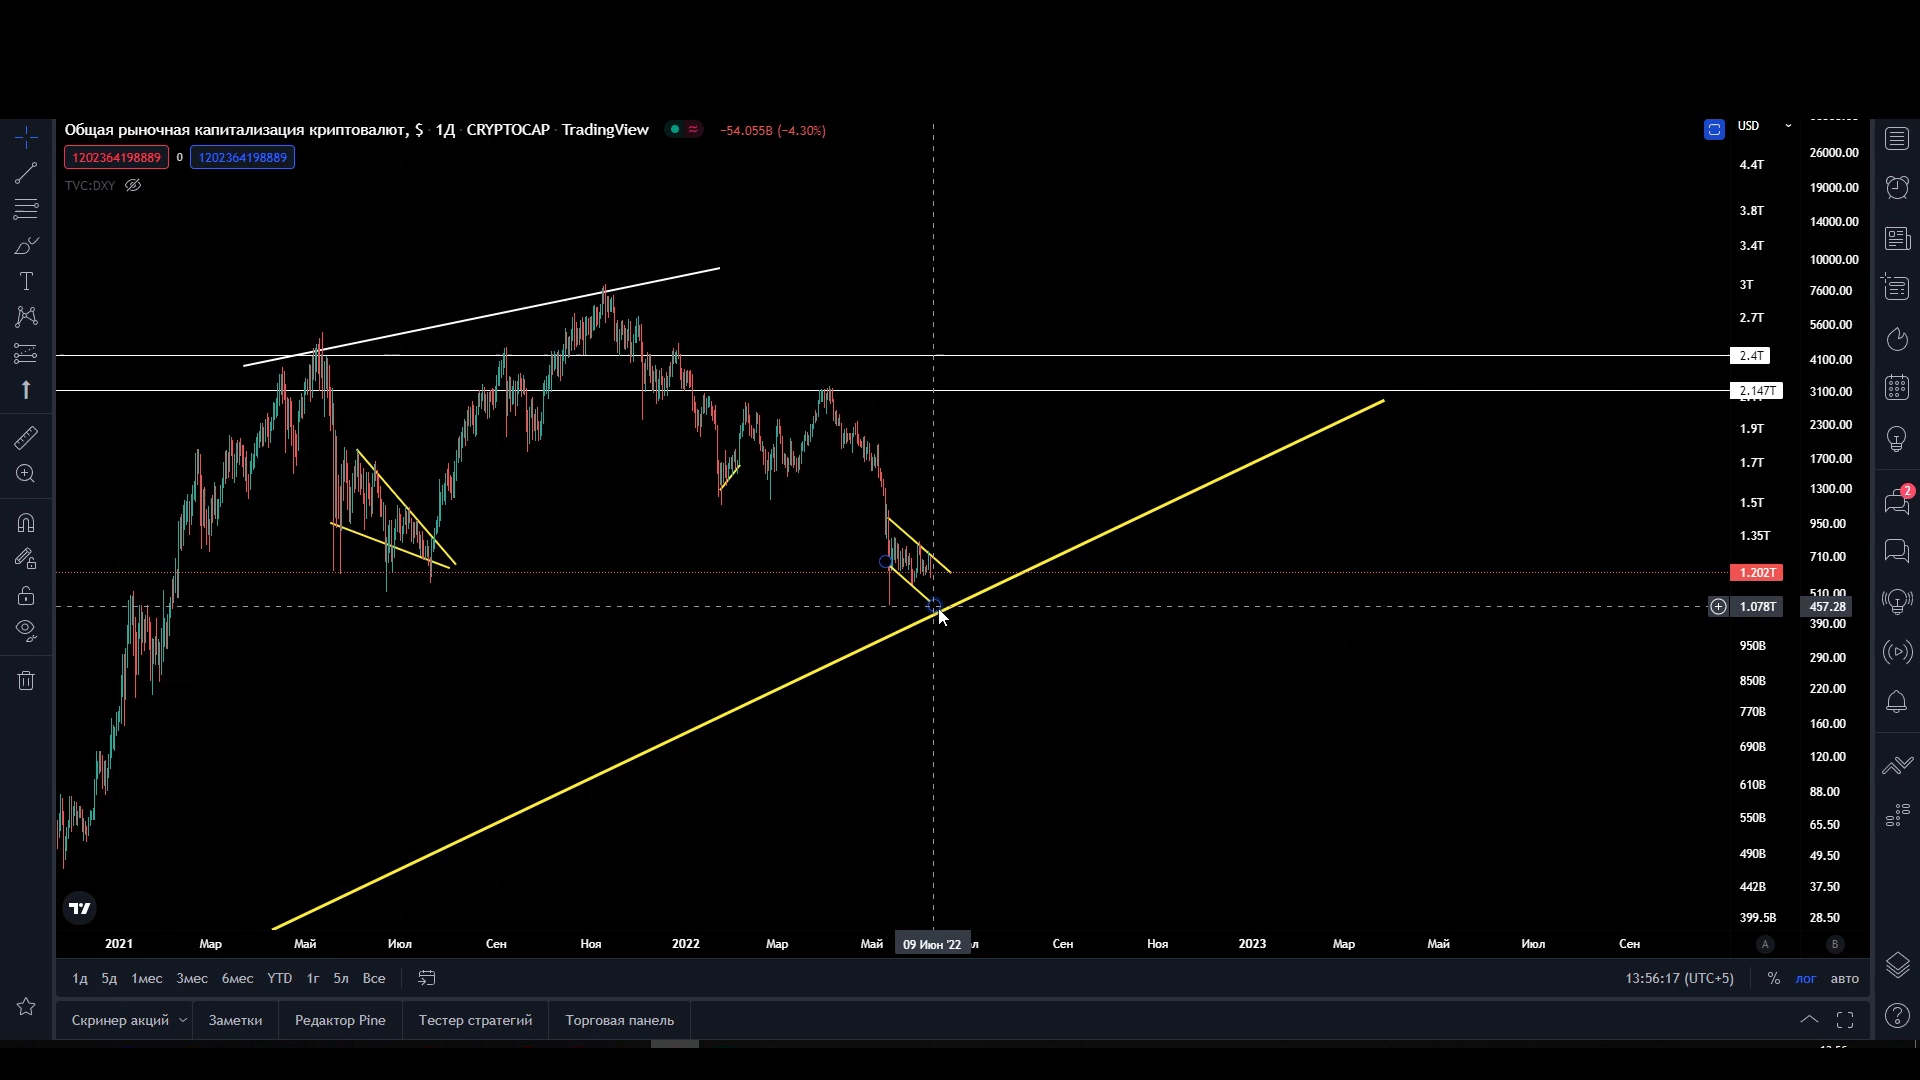 Общая рыночная капитализация криптовалют, $ · 1Д · CRYPTOCAP · TradingView −54.055B (−4.30%)
1202364198889 0 1202364198889
TVC:DXY
USD
4.4T
3.8T
3.4T
3T
2.7T
2.4T
2.147T
1.9T
1.7T
1.5T
1.35T
1.202T
1.078T
950B
850B
770B
690B
610B
550B
490B
442B
399.5B
26000.00
19000.00
14000.00
10000.00
7600.00
5600.00
4100.00
3100.00
2300.00
1700.00
1300.00
950.00
710.00
510.00
457.28
390.00
290.00
220.00
160.00
120.00
88.00
65.50
49.50
37.50
28.50
2
2021 Мар Май Июл Сен Ноя 2022 Мар Май 09 Июн '22 Сен Ноя 2023 Мар Май Июл Сен A B
1д 5д 1мес 3мес 6мес YTD 1г 5л Все 13:56:17 (UTC+5) % лог авто
Скринер акций Заметки Редактор Pine Тестер стратегий Торговая панель